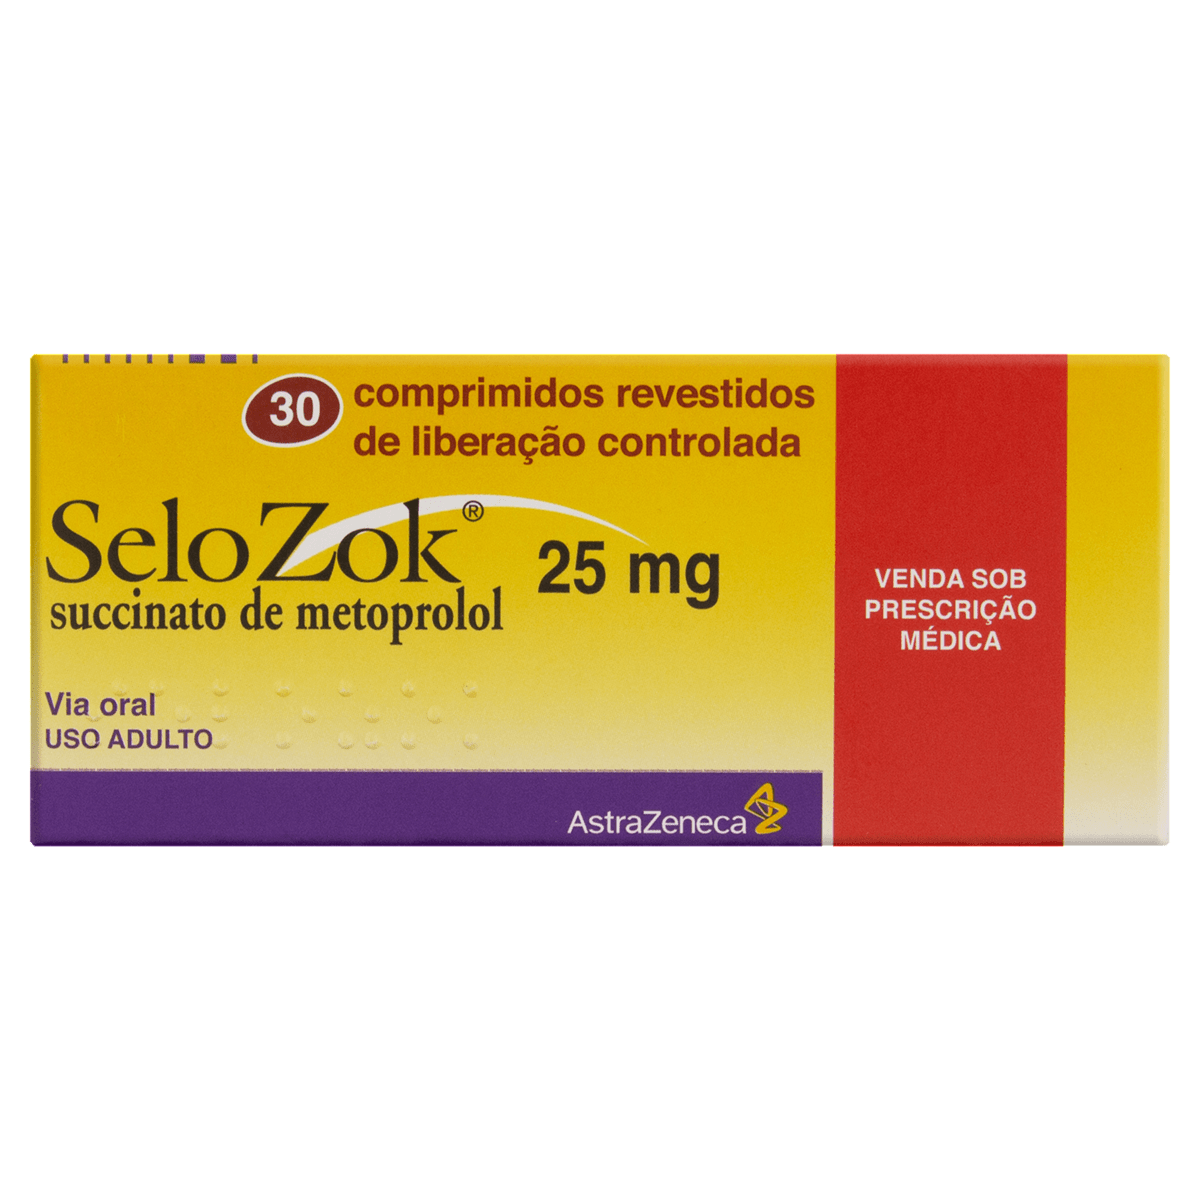 30 comprimidos revestidos
de liberação controlada
SeloZok® 25 mg
succinato de metoprolol
Via oral
USO ADULTO
AstraZeneca
VENDA SOB
PRESCRIÇÃO
MÉDICA